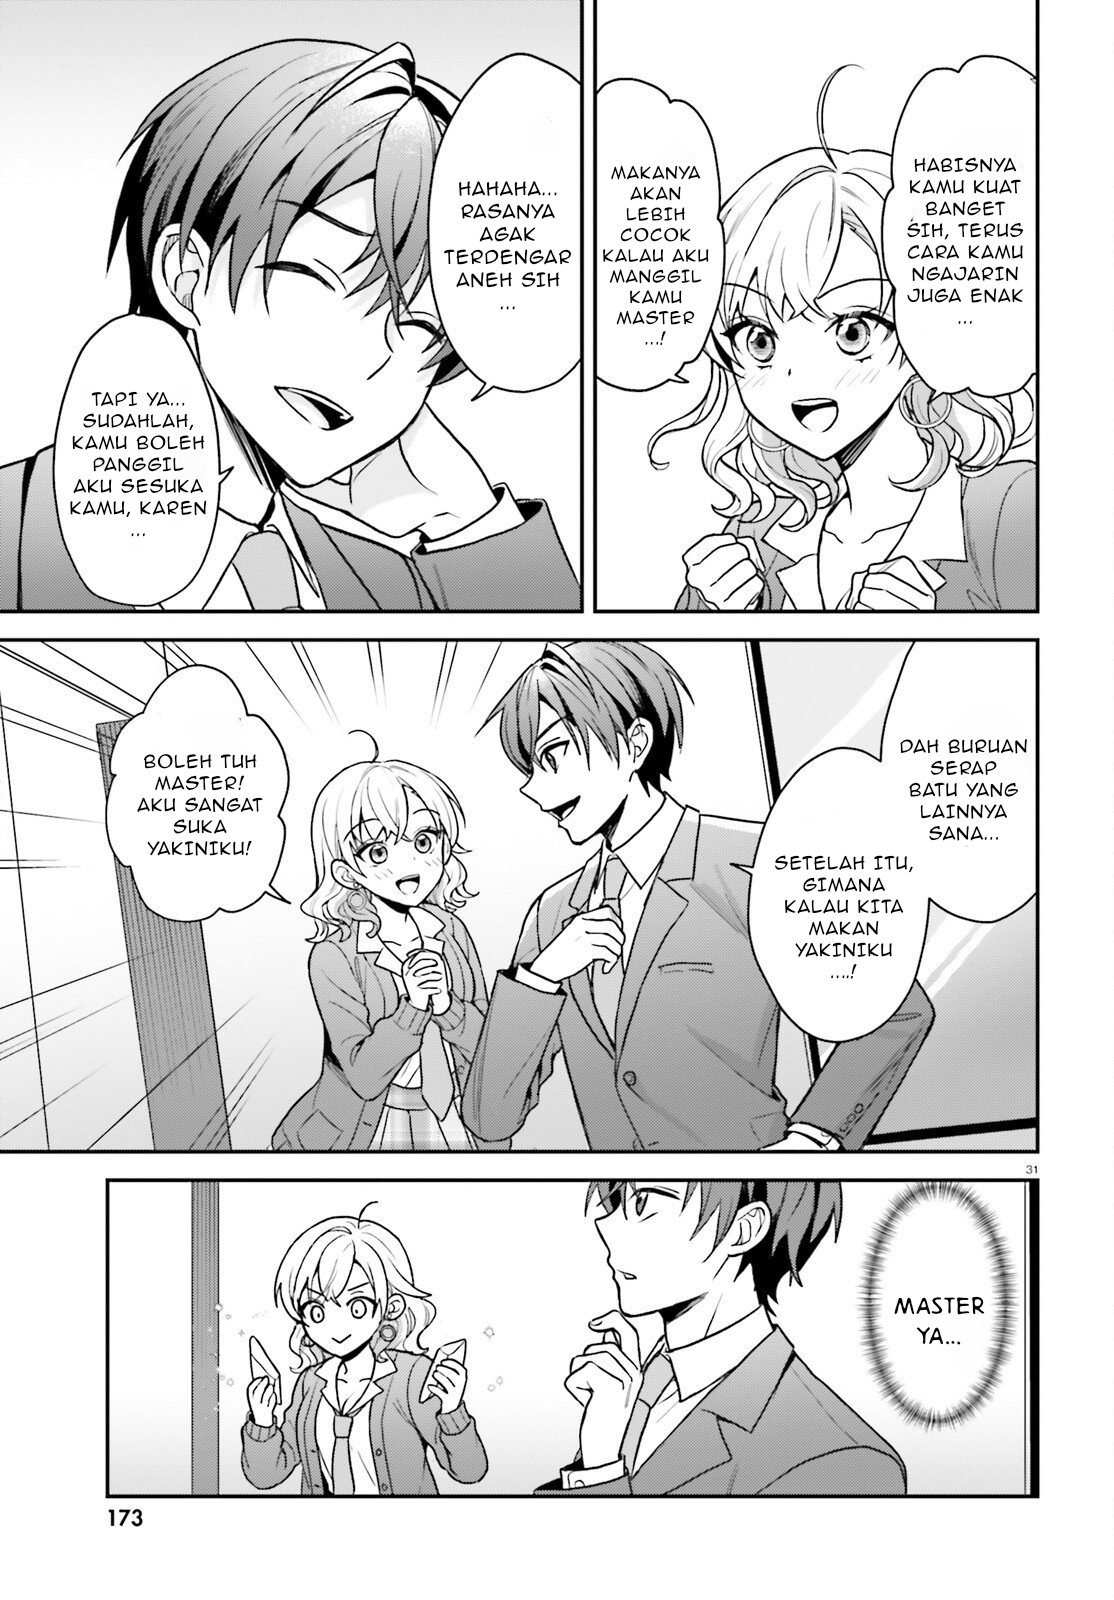 HABISNYA
KAMU KUAT
BANGET
SIH, TERUS
CARA KAMU
NGAJARIN
JUGA ENAK
...
MAKANYA
AKAN
LEBIH
COCOK
KALAU AKU
MANGGIL
KAMU
MASTER
....!
HAHAHA...
RASANYA
AGAK
TERDENGAR
ANEH SIH
...
TAPI YA...
SUDAHLAH,
KAMU BOLEH
PANGGIL
AKU SESUKA
KAMU, KAREN
...
DAH BURUAN
SERAP
BATU YANG
LAINNYA
SANA...
SETELAH ITU,
GIMANA
KALAU KITA
MAKAN
YAKINIKU
....!
BOLEH TUH
MASTER!
AKU SANGAT
SUKA
YAKINIKU!
31
MASTER
YA...
173